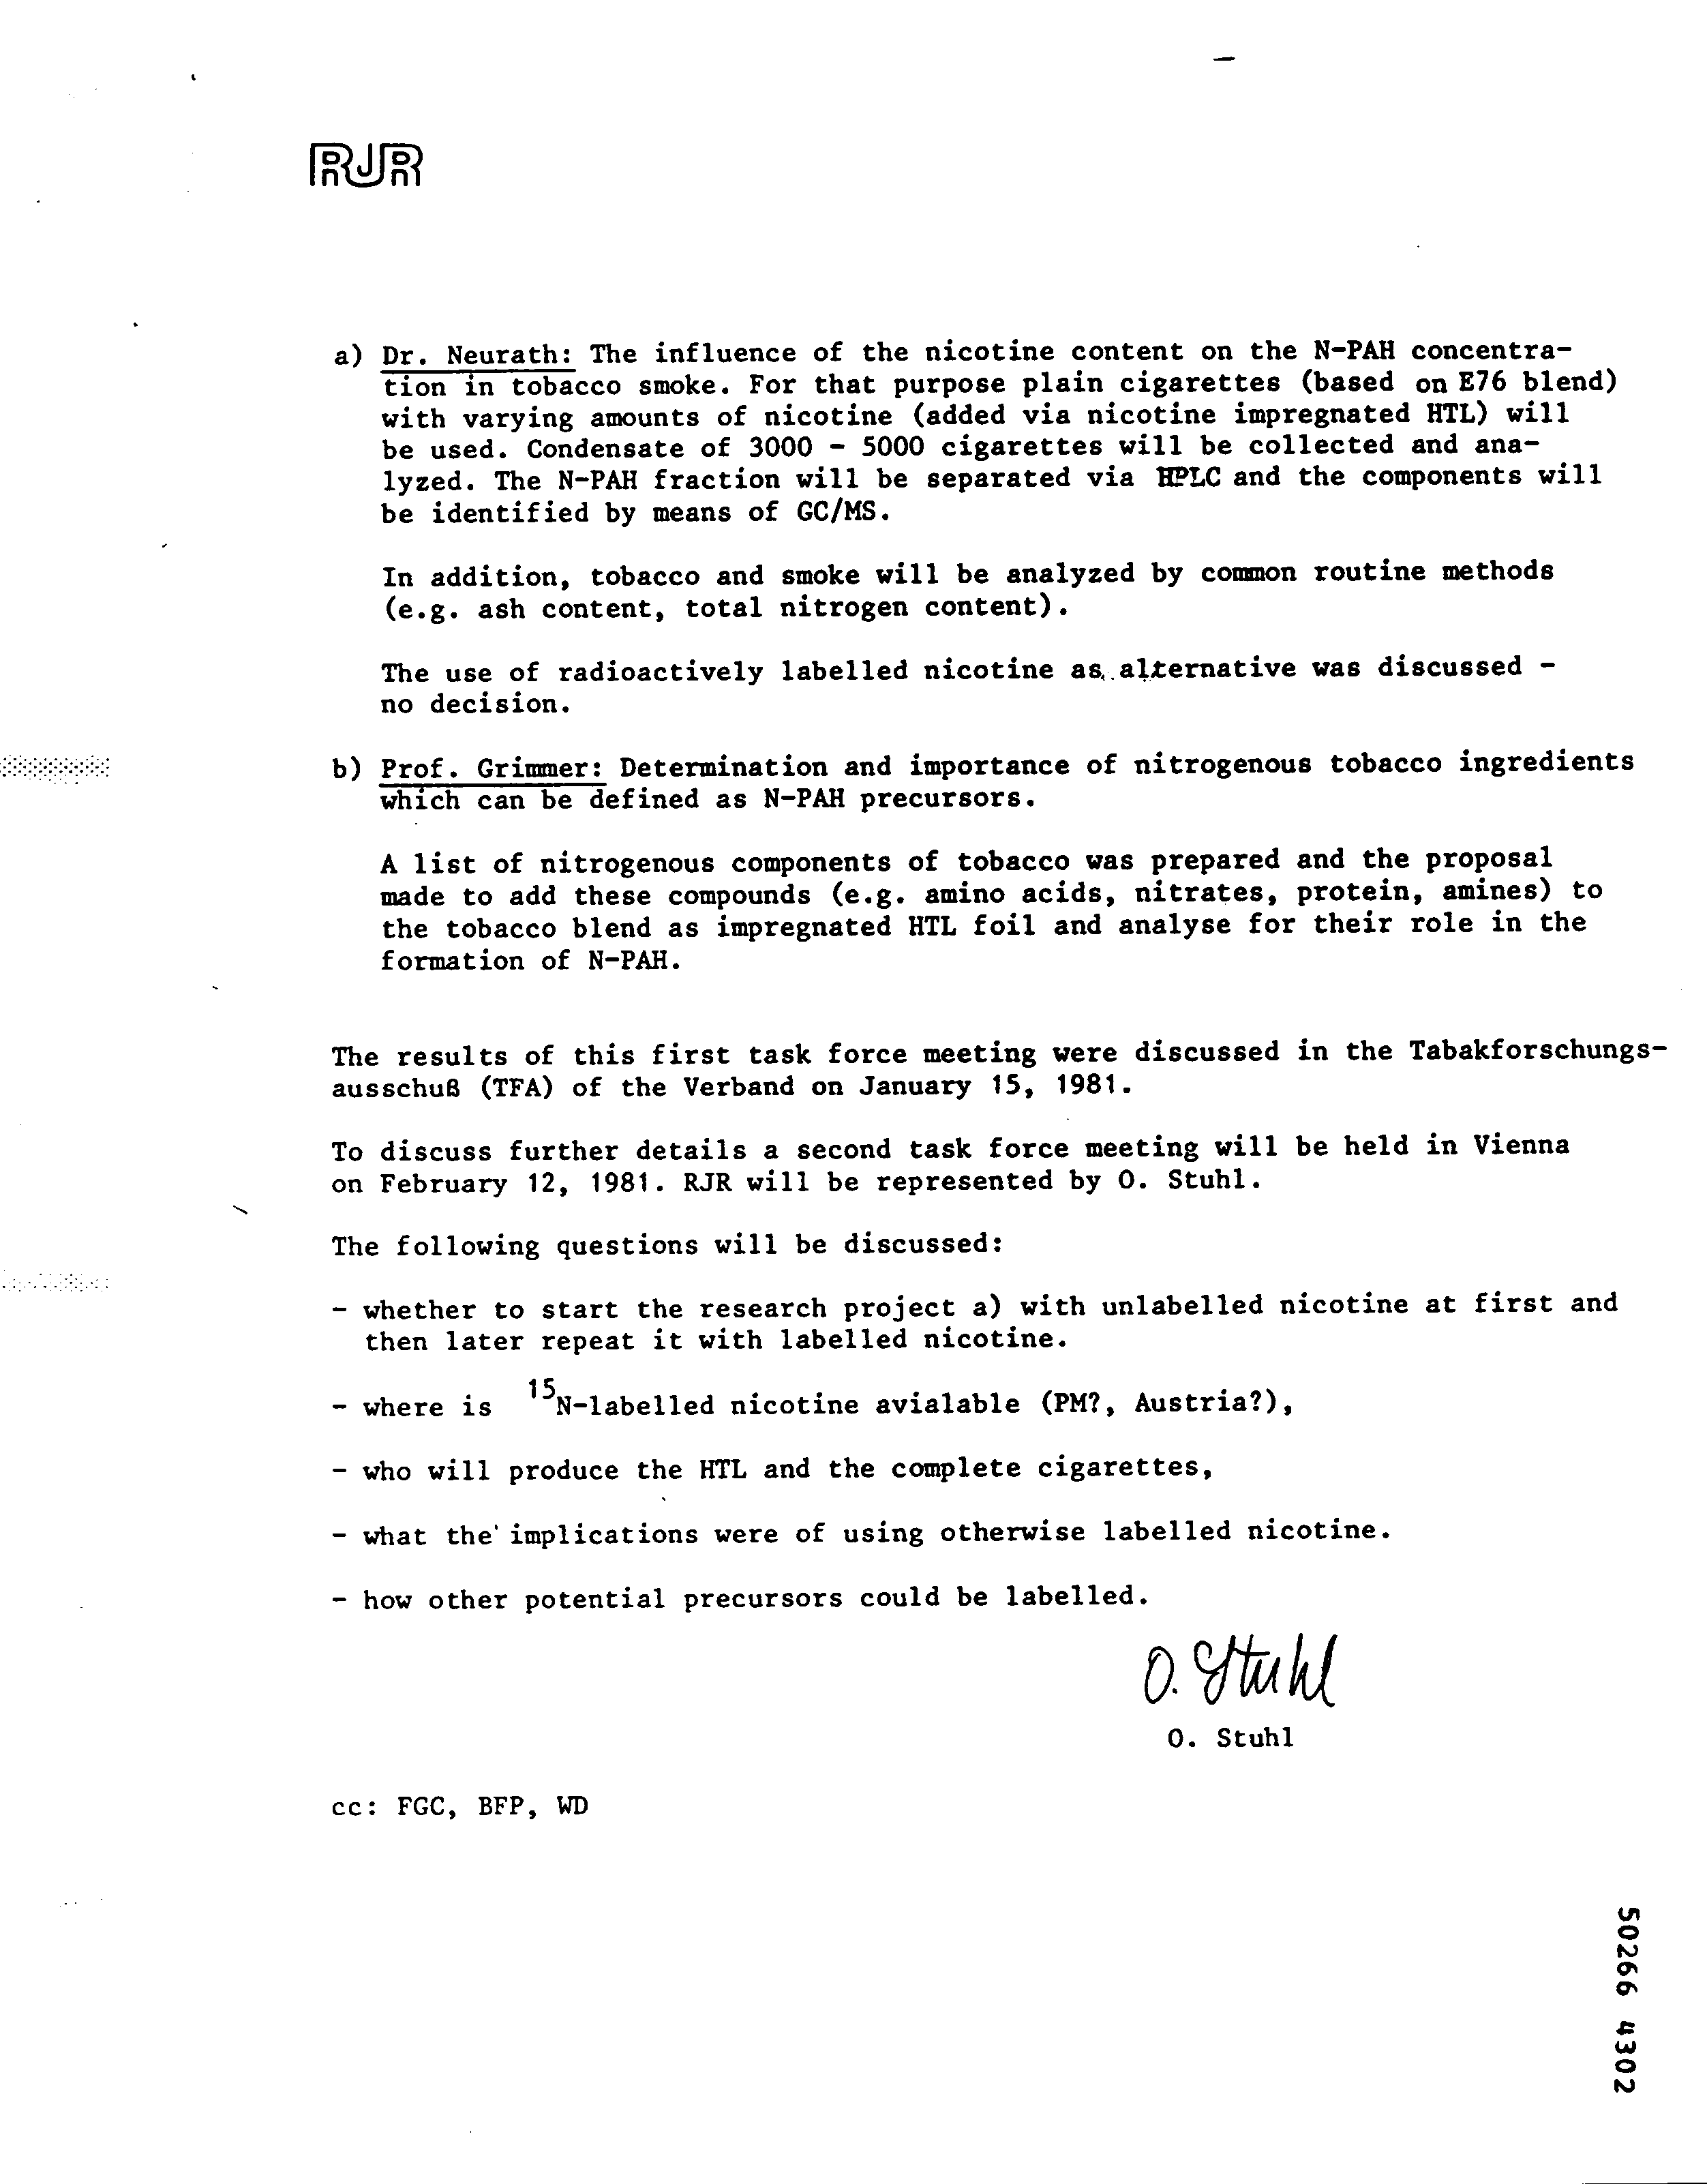 RJR
a) Dr. Neurath: The influence of the nicotine content on the N-PAH concentra-
tion in tobacco smoke. For that purpose plain cigarettes (based on E76 blend)
with varying amounts of nicotine (added via nicotine impregnated HTL) will
be used. Condensate of 3000 - 5000 cigarettes will be collected and ana-
lyzed. The N-PAH fraction will be separated via HPLC and the components will
be identified by means of GC/MS.
In addition, tobacco and smoke will be analyzed by common routine methods
(e.g. ash content, total nitrogen content).
The use of radioactively labelled nicotine as alternative was discussed -
no decision.
b) Prof. Grimmer: Determination and importance of nitrogenous tobacco ingredients
which can be defined as N-PAH precursors.
A list of nitrogenous components of tobacco was prepared and the proposal
made to add these compounds (e.g. amino acids, nitrates, protein, amines) to
the tobacco blend as impregnated HTL foil and analyse for their role in the
formation of N-PAH.
The results of this first task force meeting were discussed in the Tabakforschungs-
ausschuß (TFA) of the Verband on January 15, 1981.
To discuss further details a second task force meeting will be held in Vienna
on February 12, 1981. RJR will be represented by O. Stuhl.
The following questions will be discussed:
- whether to start the research project a) with unlabelled nicotine at first and
then later repeat it with labelled nicotine.
- where is 15N-labelled nicotine avialable (PM?, Austria?),
- who will produce the HTL and the complete cigarettes,
- what the implications were of using otherwise labelled nicotine.
- how other potential precursors could be labelled.
O. Stuhl
O. Stuhl
cc: FGC, BFP, WD
50266 4302